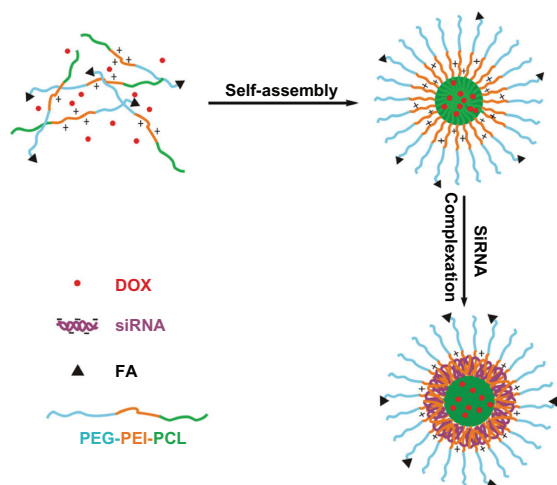 Self-assembly
SiRNA
Complexation
DOX
siRNA
FA
PEG-PEI-PCL